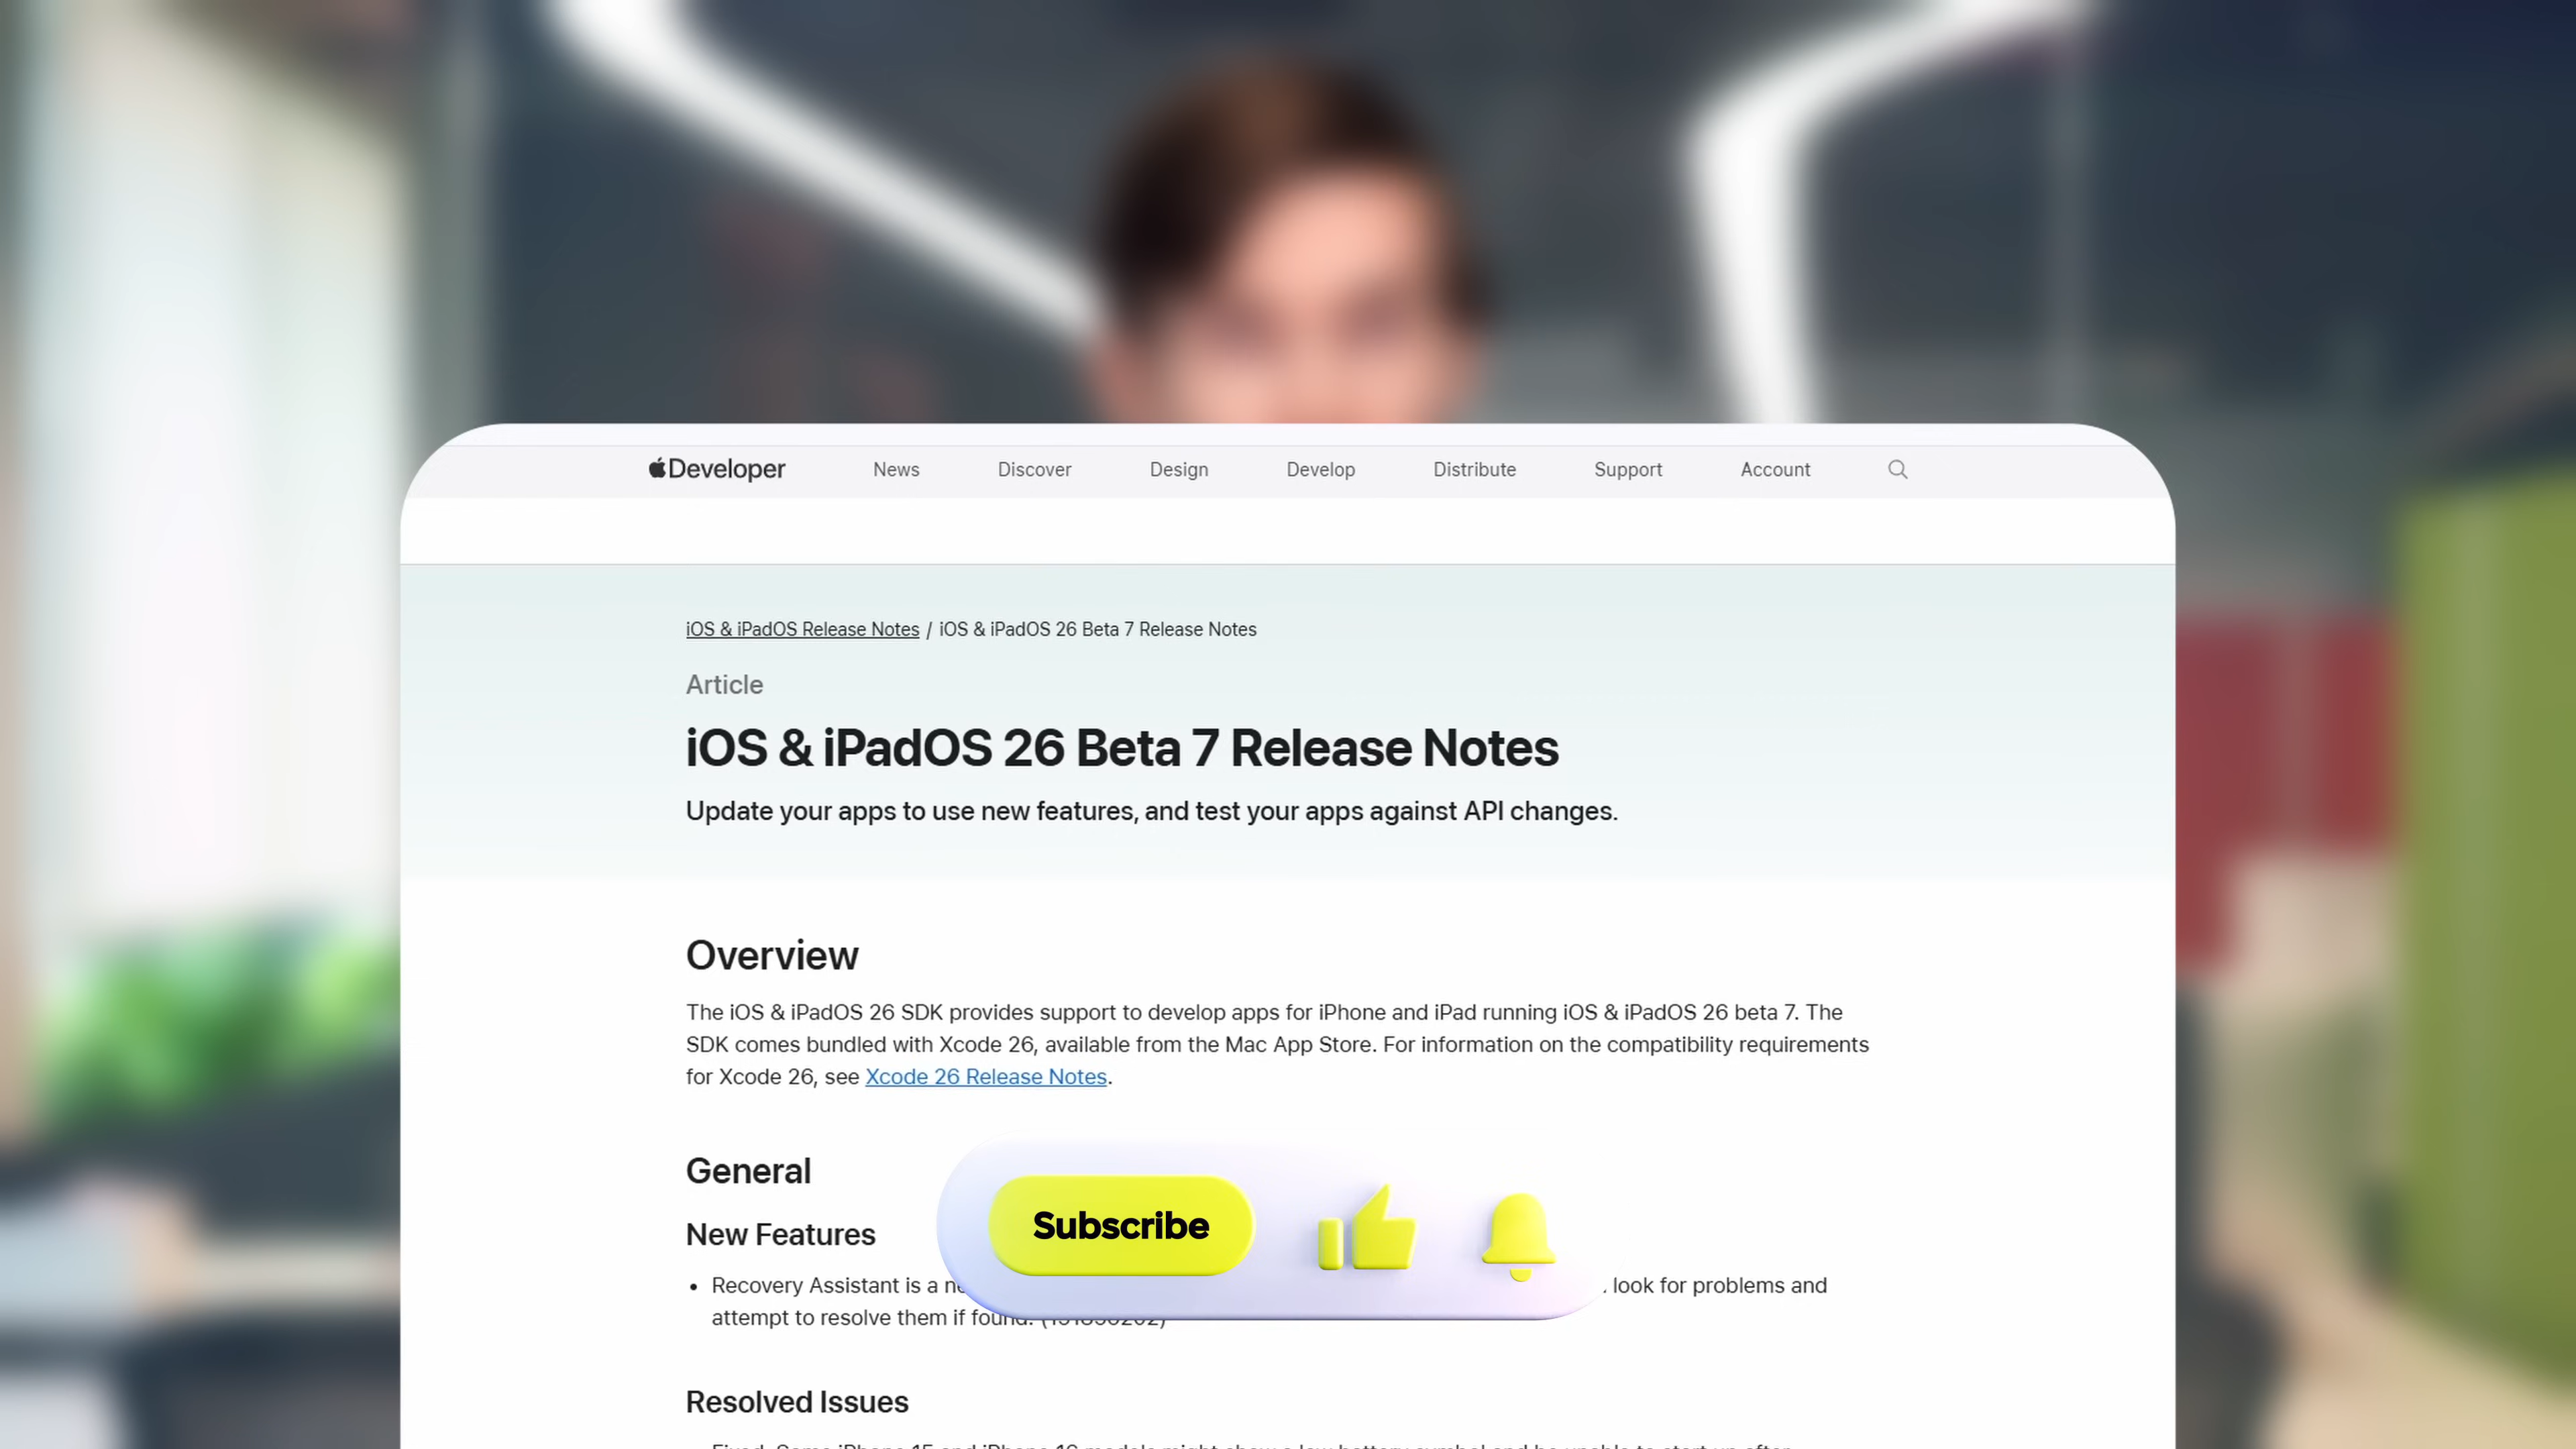 Developer News Discover Design Develop Distribute Support Account
iOS & iPadOS Release Notes / iOS & iPadOS 26 Beta 7 Release Notes
Article
iOS & iPadOS 26 Beta 7 Release Notes
Update your apps to use new features, and test your apps against API changes.
Overview
The iOS & iPadOS 26 SDK provides support to develop apps for iPhone and iPad running iOS & iPadOS 26 beta 7. The
SDK comes bundled with Xcode 26, available from the Mac App Store. For information on the compatibility requirements
for Xcode 26, see Xcode 26 Release Notes.
General
New Features
Subscribe
• Recovery Assistant is a look for problems and
attempt to resolve them if found.
Resolved Issues